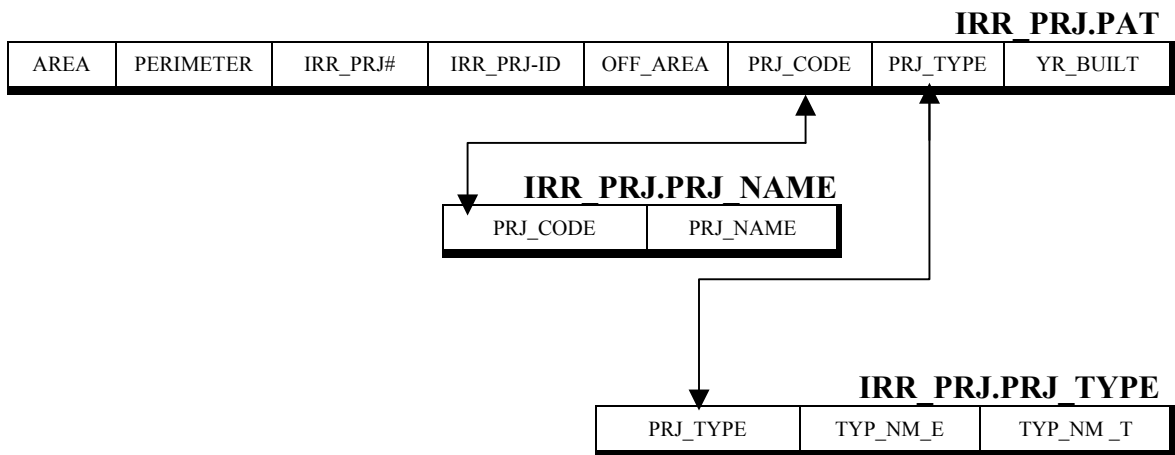 IRR_PRJ.PAT
AREA PERIMETER IRR_PRJ# IRR_PRJ-ID OFF_AREA PRJ_CODE PRJ_TYPE YR_BUILT
IRR_PRJ.PRJ_NAME
PRJ_CODE PRJ_NAME
IRR_PRJ.PRJ_TYPE
PRJ_TYPE TYP_NM_E TYP_NM _T